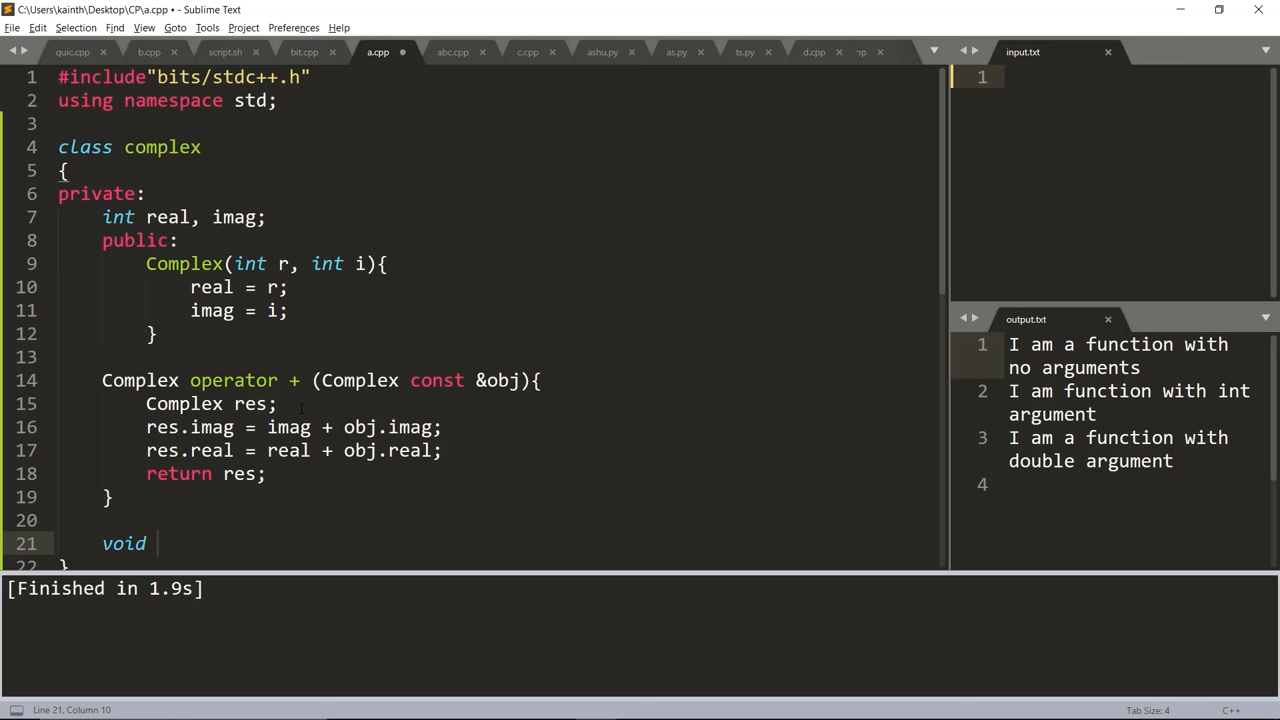 C:\Users\kainth\Desktop\CP\a.cpp • - Sublime Text
File Edit Selection Find View Goto Tools Project Preferences Help
quic.cpp b.cpp script.sh bit.cpp a.cpp abc.cpp c.cpp ashu.py as.py ts.py d.cpp pp input.txt
1 #include"bits/stdc++.h"
2 using namespace std;
3
4 class complex
5 {
6 private:
7 int real, imag;
8 public:
9 Complex(int r, int i){
10 real = r;
11 imag = i;
12 }
13
14 Complex operator + (Complex const &obj){
15 Complex res;
16 res.imag = imag + obj.imag;
17 res.real = real + obj.real;
18 return res;
19 }
20
21 void
22 }
1
output.txt
1 I am a function with
no arguments
2 I am function with int
argument
3 I am a function with
double argument
4
[Finished in 1.9s]
Line 21, Column 10 Tab Size: 4 C++